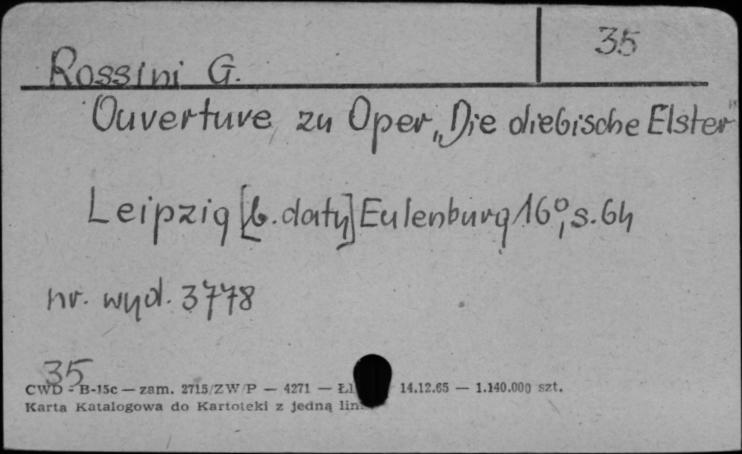 35
Rossini G.
Ouverture zu Oper „Die diebische Elster"
Leipzig [b. daty] Eulenburg 16°, s. 64
nr. wyd. 3778
35
CWD - B-15c — zam. 2715/ZW/P — 4271 — 14.12.65 — 1.140.000 szt.
Karta Katalogowa do Kartoteki z jedną